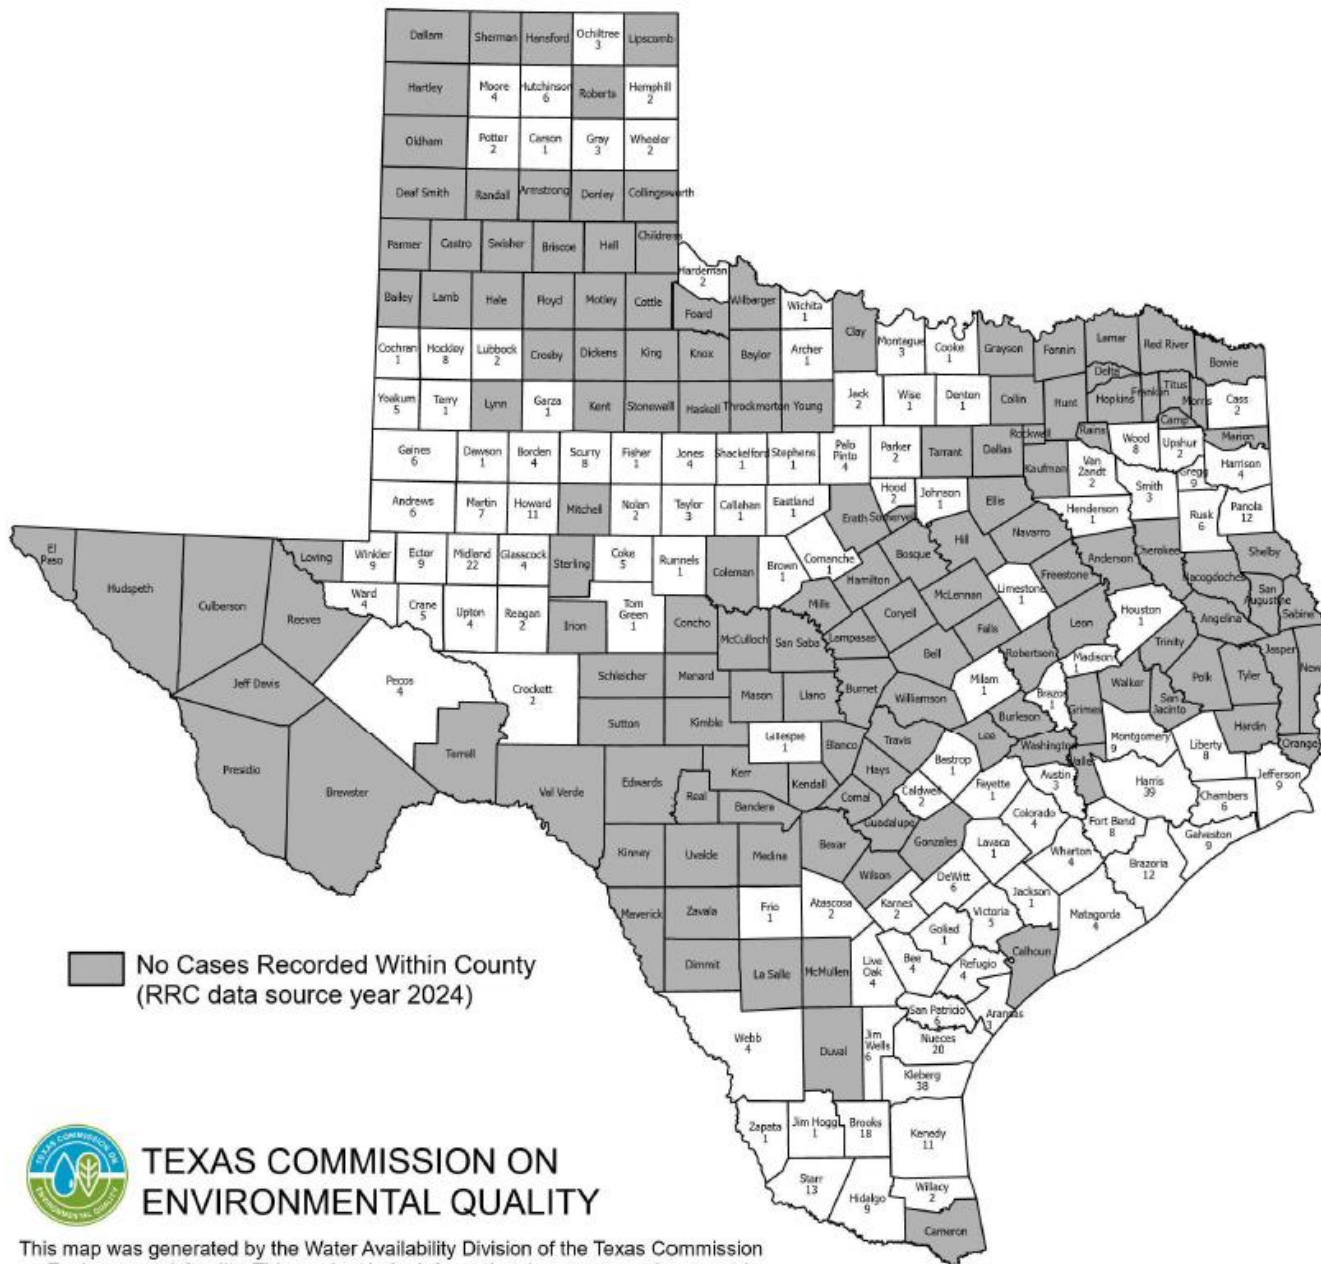 Dallam Sherman Hansford Ochiltree Lipscomb
3
Hartley Moore Hutchinson Roberts Hemphill
4 6 2
Oldham Potter Carson Gray Wheeler
2 1 3 2
Deaf Smith Randall Armstrong Donley Collingsworth
Parmer Castro Swisher Briscoe Hall Childress
Hardeman
2
Bailey Lamb Hale Floyd Motley Cottle Foard Wilbarger Wichita
1
Clay Montague Cooke Grayson Fannin Lamar Red River Bowie
3 1
Cochran Hockley Lubbock Crosby Dickens King Knox Baylor Archer
1 8 2 1
Delta Hopkins Franklin Titus Morris Cass
2
Yoakum Terry Lynn Garza Kent Stonewall Haskell Throckmorton Young Jack Wise Denton Collin Hunt
5 1 1 2 1 1
Rockwall Rains Wood Camp Upshur Marion
8 2
Gaines Dawson Borden Scurry Fisher Jones Shackelford Stephens Palo Pinto Parker Tarrant Dallas Kaufman Van Zandt Smith Gregg Harrison
6 1 4 8 1 4 1 1 4 2 2 3 9 4
Andrews Martin Howard Mitchell Nolan Taylor Callahan Eastland Erath Hood Somervell Johnson Ellis Henderson Rusk Panola
6 7 11 2 3 1 1 2 1 1 6 12
El Paso Hudspeth Culberson Reeves Loving Winkler Ector Midland Glasscock Sterling Coke Runnels Coleman Brown Comanche Bosque Hill Navarro Anderson Cherokee Shelby
9 9 22 4 5 1 1 1
Ward Crane Upton Reagan Irion Tom Green Concho McCulloch San Saba Mills Hamilton Coryell McLennan Limestone Freestone Leon Houston Nacogdoches San Augustine Sabine Angelina
4 5 4 2 1 1 1
Jeff Davis Pecos Crockett Schleicher Menard Mason Llano Lampasas Burnet Bell Falls Robertson Milam Madison Trinity Polk Tyler Jasper
4 2 1 1
Presidio Brewster Terrell Sutton Kimble Gillespie Blanco Williamson Travis Lee Burleson Brazos Grimes Walker San Jacinto Hardin Orange
1 1
Val Verde Edwards Real Kerr Kendall Bandera Hays Comal Caldwell Bastrop Fayette Washington Austin Montgomery Liberty Jefferson
2 1 1 3 9 8 9
Harris Chambers
39 6
Kinney Uvalde Medina Bexar Guadalupe Gonzales Lavaca Colorado Fort Bend Galveston
1 4 8 9
Wilson DeWitt Wharton Brazoria
6 4 12
Maverick Zavala Frio Atascosa Karnes Goliad Victoria Jackson Matagorda
1 2 2 1 5 1 4
Dimmit La Salle McMullen Live Oak Bee Refugio Calhoun
4 4 4
No Cases Recorded Within County
(RRC data source year 2024)
Webb Duval Jim Wells San Patricio Aransas
4 6 6 3
Nueces
20
Kleberg
38
Zapata Jim Hogg Brooks Kenedy
1 1 18 11
Starr Hidalgo Willacy
13 9 2
Cameron
TEXAS COMMISSION ON ENVIRONMENTAL QUALITY
TEXAS COMMISSION ON
ENVIRONMENTAL QUALITY
This map was generated by the Water Availability Division of the Texas Commission